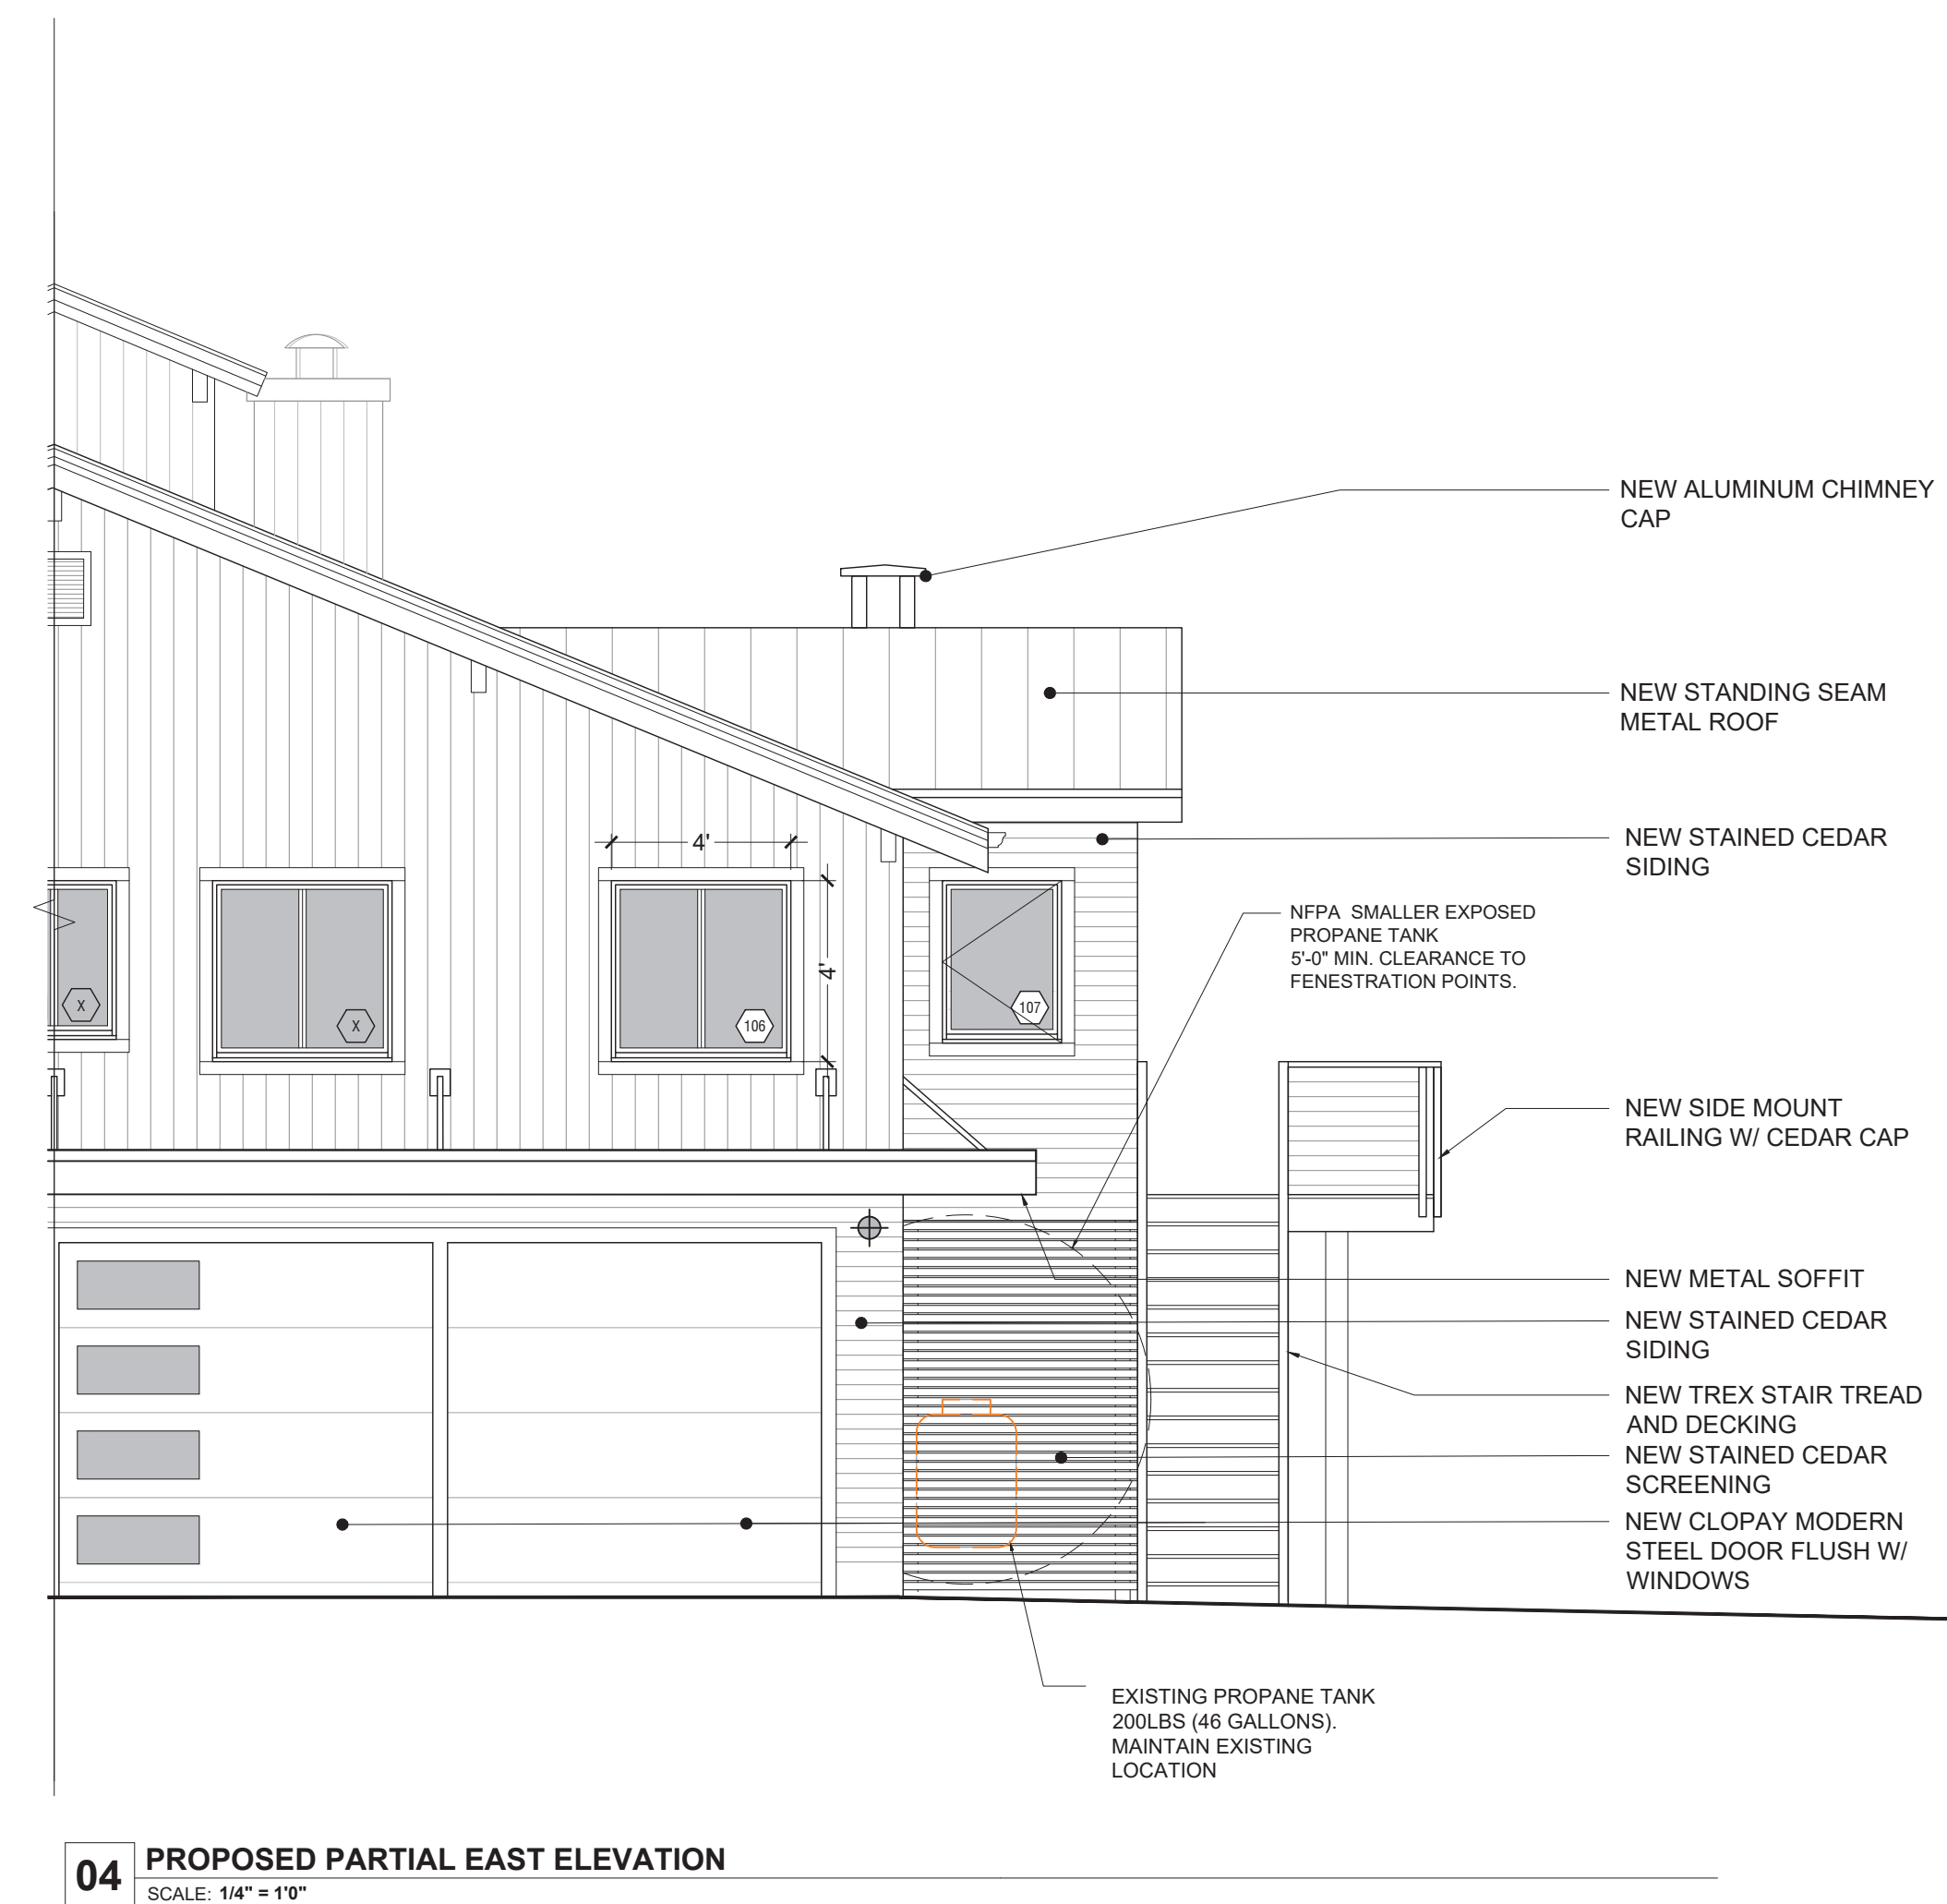 NEW ALUMINUM CHIMNEY
CAP
NEW STANDING SEAM
METAL ROOF
NEW STAINED CEDAR
SIDING
4'
4'
NFPA SMALLER EXPOSED
PROPANE TANK
5'-0" MIN. CLEARANCE TO
FENESTRATION POINTS.
X
X
106
107
NEW SIDE MOUNT
RAILING W/ CEDAR CAP
NEW METAL SOFFIT
NEW STAINED CEDAR
SIDING
NEW TREX STAIR TREAD
AND DECKING
NEW STAINED CEDAR
SCREENING
NEW CLOPAY MODERN
STEEL DOOR FLUSH W/
WINDOWS
EXISTING PROPANE TANK
200LBS (46 GALLONS).
MAINTAIN EXISTING
LOCATION
04
PROPOSED PARTIAL EAST ELEVATION
SCALE: 1/4" = 1'0"